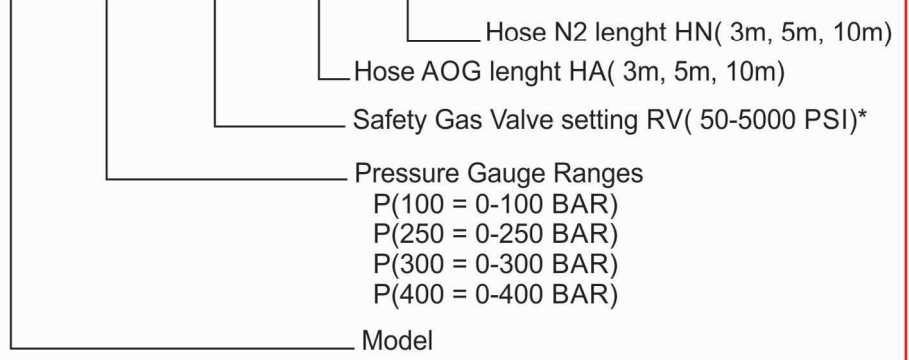 Hose N2 lenght HN( 3m, 5m, 10m)
Hose AOG lenght HA( 3m, 5m, 10m)
Safety Gas Valve setting RV( 50-5000 PSI)*
Pressure Gauge Ranges
P(100 = 0-100 BAR)
P(250 = 0-250 BAR)
P(300 = 0-300 BAR)
P(400 = 0-400 BAR)
Model